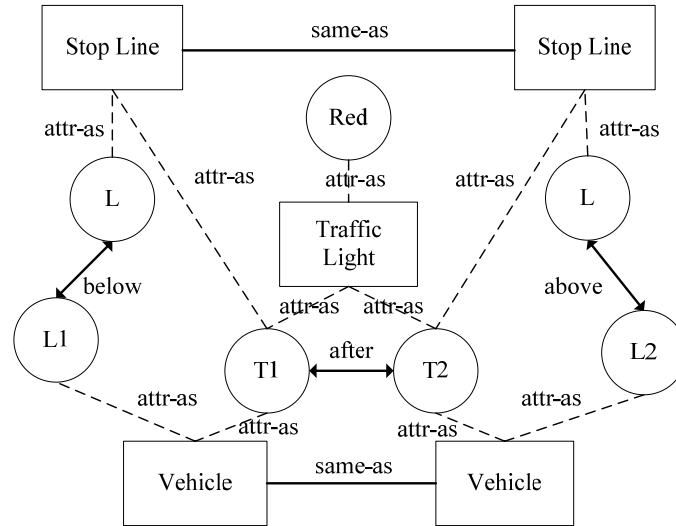 Stop Line
same-as
Stop Line
attr-as
Red
attr-as
attr-as
attr-as
attr-as
L
L
Traffic
Light
below
above
attr-as
attr-as
L1
after
L2
T1
T2
attr-as
attr-as
attr-as
attr-as
Vehicle
same-as
Vehicle